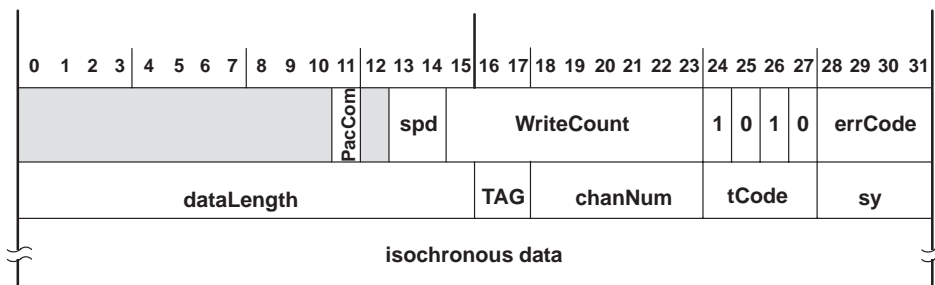 0 1 2 3 4 5 6 7 8 9 10 11 12 13 14 15 16 17 18 19 20 21 22 23 24 25 26 27 28 29 30 31
PacCom spd WriteCount 1 0 1 0 errCode
dataLength TAG chanNum tCode sy
isochronous data